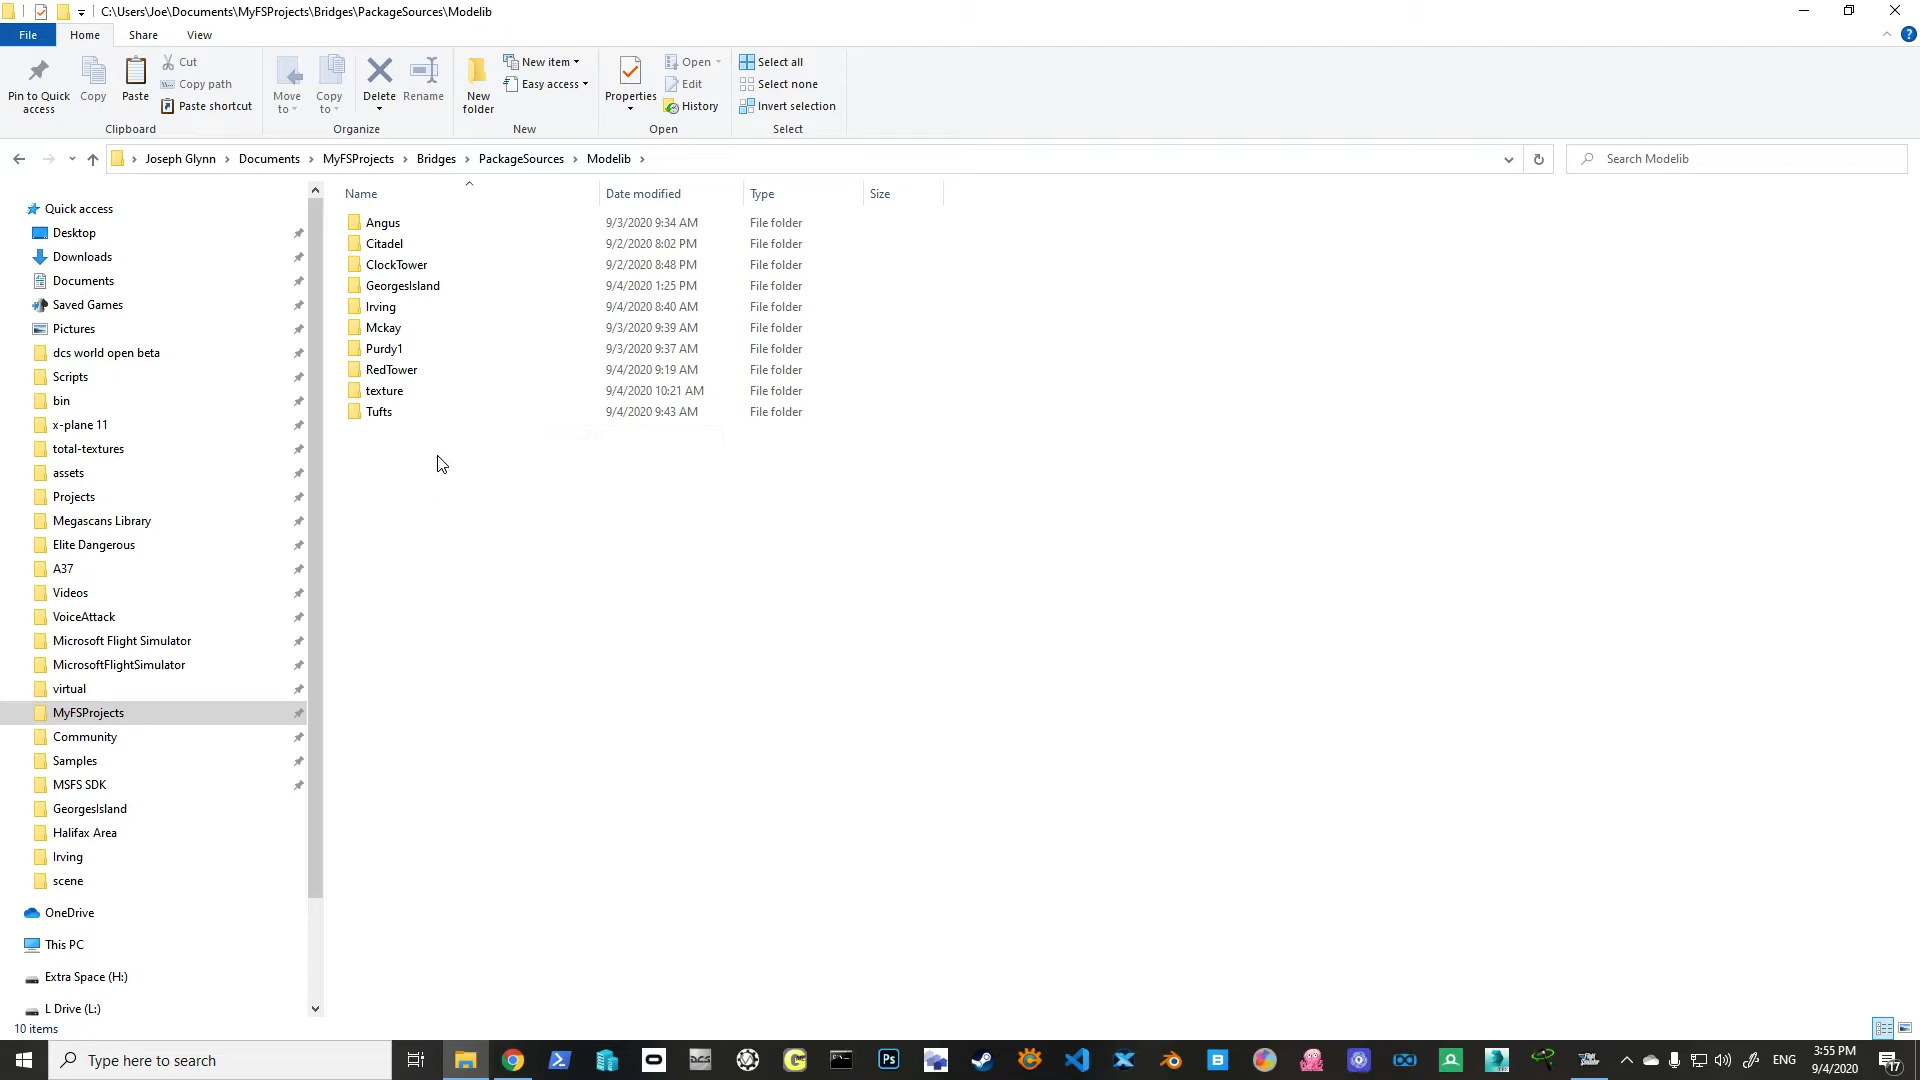 C:\Users\Joe\Documents\MyFSProjects\Bridges\PackageSources\Modelib
File Home Share View
Pin to Quick access
Copy
Paste
Cut
Copy path
Paste shortcut
Clipboard
Move to
Copy to
Delete
Rename
Organize
New folder
New item
Easy access
New
Properties
Open
Edit
History
Open
Select all
Select none
Invert selection
Select
Joseph Glynn > Documents > MyFSProjects > Bridges > PackageSources > Modelib >
Search Modelib
Quick access
Desktop
Downloads
Documents
Saved Games
Pictures
dcs world open beta
Scripts
bin
x-plane 11
total-textures
assets
Projects
Megascans Library
Elite Dangerous
A37
Videos
VoiceAttack
Microsoft Flight Simulator
MicrosoftFlightSimulator
virtual
MyFSProjects
Community
Samples
MSFS SDK
GeorgesIsland
Halifax Area
Irving
scene
OneDrive
This PC
Extra Space (H:)
L Drive (L:)
Name Date modified Type Size
Angus 9/3/2020 9:34 AM File folder
Citadel 9/2/2020 8:02 PM File folder
ClockTower 9/2/2020 8:48 PM File folder
GeorgesIsland 9/4/2020 1:25 PM File folder
Irving 9/4/2020 8:40 AM File folder
Mckay 9/3/2020 9:39 AM File folder
Purdy1 9/3/2020 9:37 AM File folder
RedTower 9/4/2020 9:19 AM File folder
texture 9/4/2020 10:21 AM File folder
Tufts 9/4/2020 9:43 AM File folder
10 items
Type here to search
DCS
Ps
B
ENG
3:55 PM
9/4/2020
17